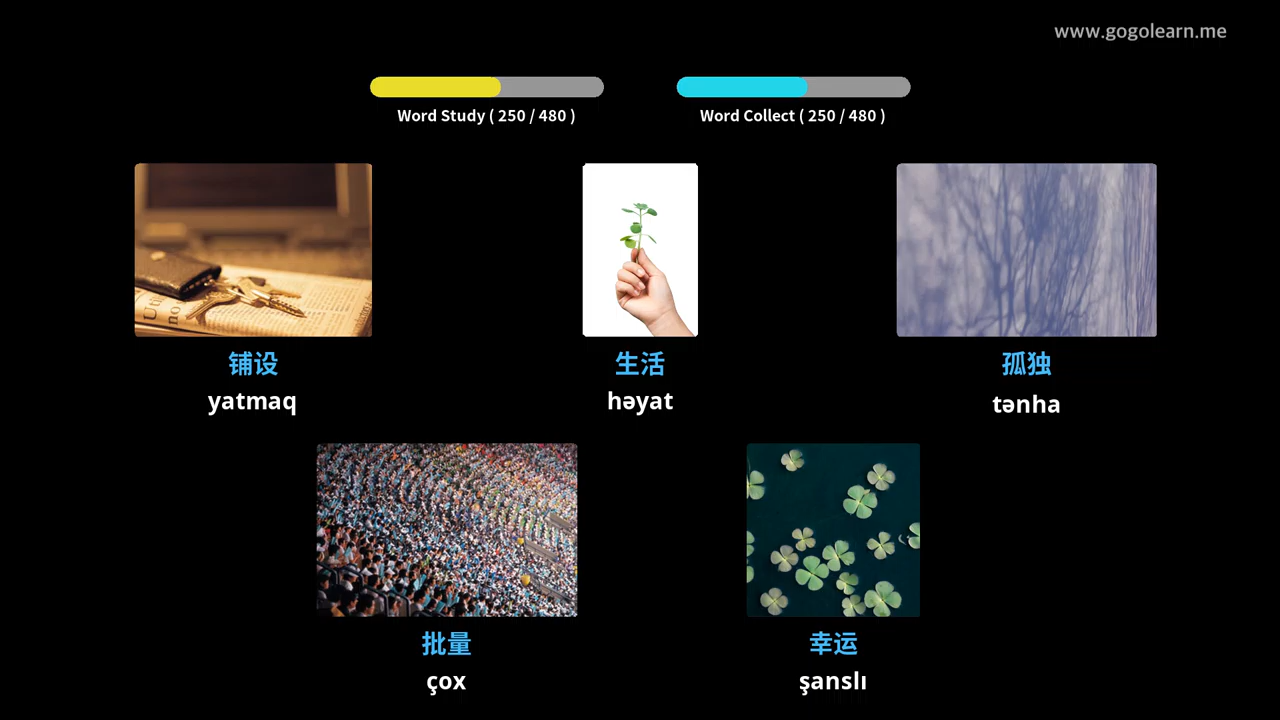 www.gogolearn.me
Word Study ( 250 / 480 )
Word Collect ( 250 / 480 )
铺设
yatmaq
生活
həyat
孤独
tənha
批量
çox
幸运
şanslı